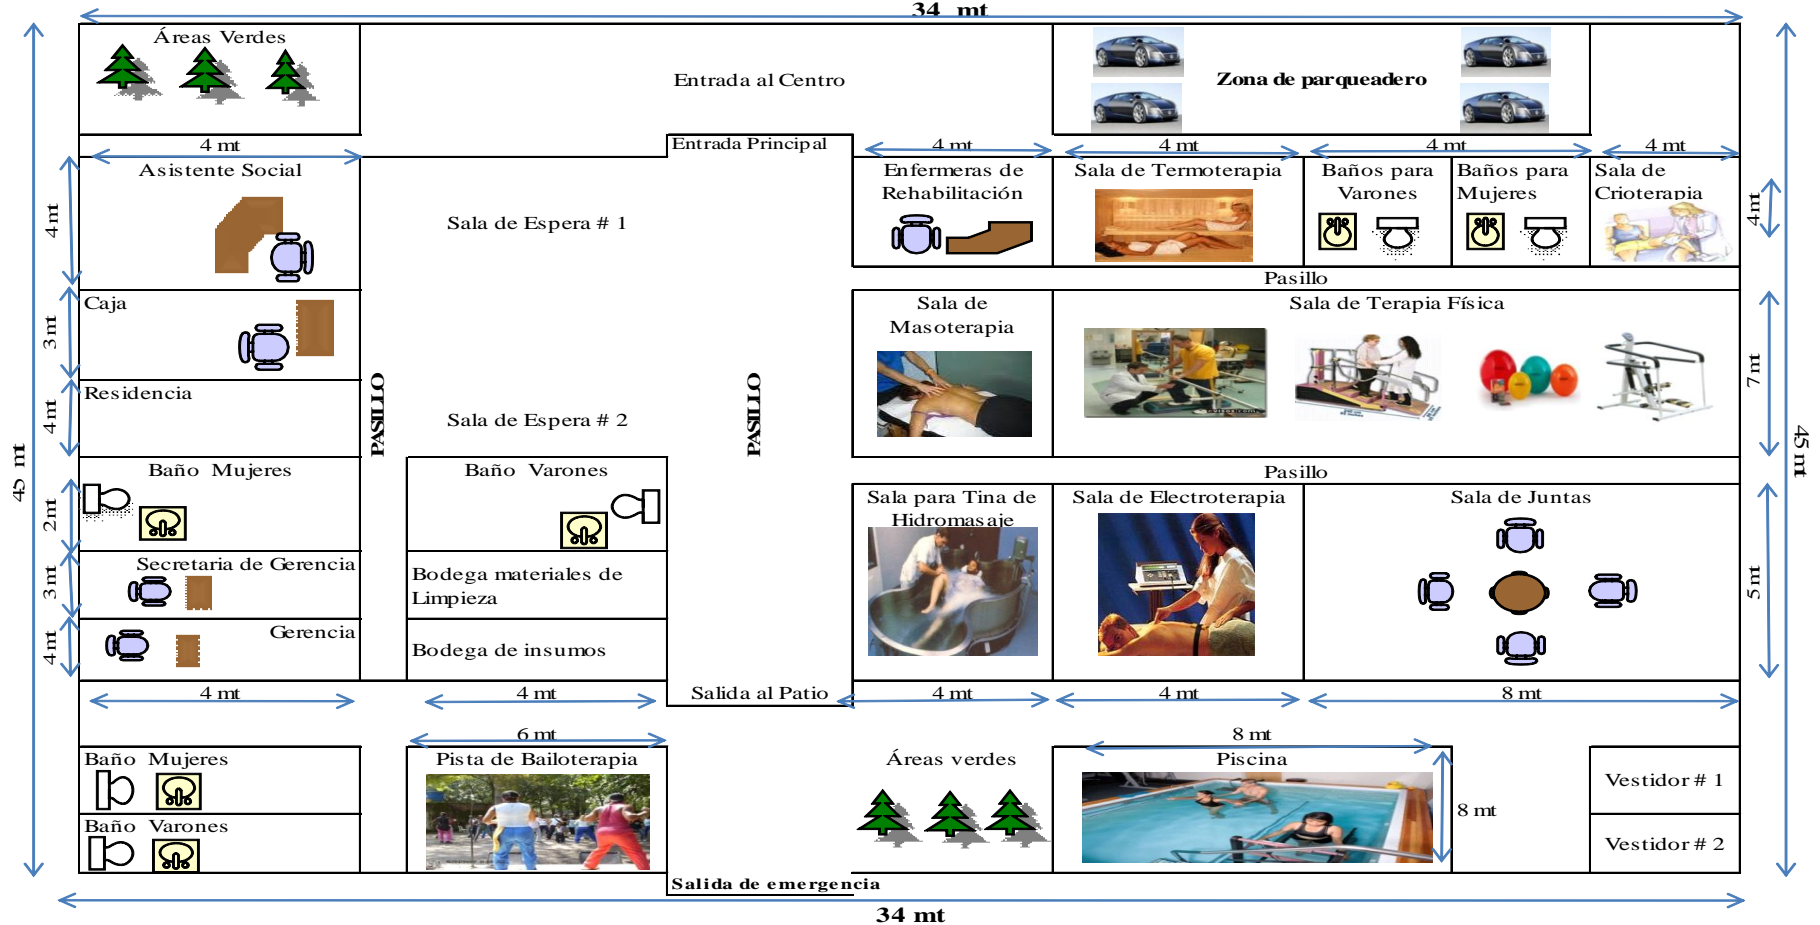 34 mt
Áreas Verdes
Entrada al Centro
Zona de parqueadero
4 mt
Entrada Principal
4 mt
4 mt
4 mt
4 mt
Asistente Social
Sala de Espera # 1
Enfermeras de
Rehabilitación
Sala de Termoterapia
Baños para
Varones
Baños para
Mujeres
Sala de
Crioterapia
4 mt
4 mt
Pasillo
Caja
3 mt
Sala de
Masoterapia
Sala de Terapia Física
7 mt
Residencia
4 mt
PASILLO
Sala de Espera # 2
PASILLO
45 mt
45 mt
Pasillo
Baño Mujeres
Baño Varones
2 mt
Sala para Tina de
Hidromasaje
Sala de Electroterapia
Sala de Juntas
Secretaria de Gerencia
3 mt
Bodega materiales de
Limpieza
5 mt
Gerencia
4 mt
Bodega de insumos
4 mt
4 mt
Salida al Patio
4 mt
4 mt
8 mt
6 mt
8 mt
Baño Mujeres
Pista de Bailoterapia
Áreas verdes
Piscina
8 mt
Vestidor # 1
Baño Varones
Vestidor # 2
Salida de emergencia
34 mt